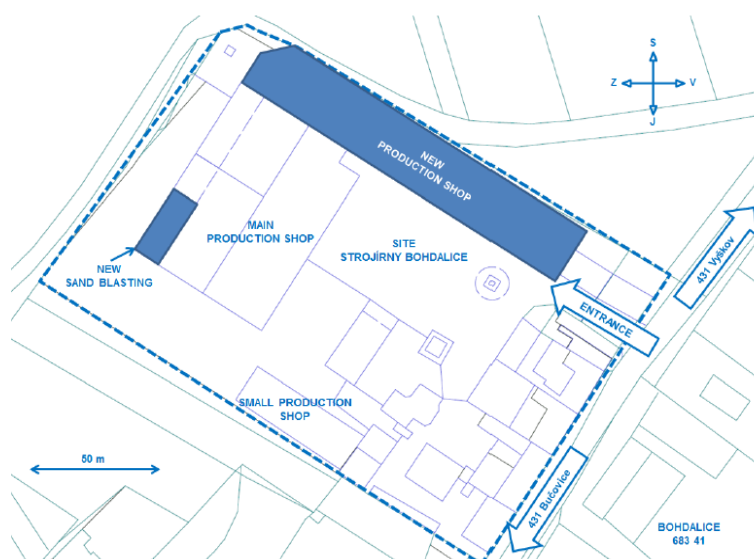 S
Z V
J
NEW
PRODUCTION SHOP
431 Vyškov
MAIN
PRODUCTION SHOP
SITE
STROJÍRNY BOHDALICE
NEW
SAND BLASTING
ENTRANCE
SMALL PRODUCTION
SHOP
50 m
431 Bučovice
BOHDALICE
683 41